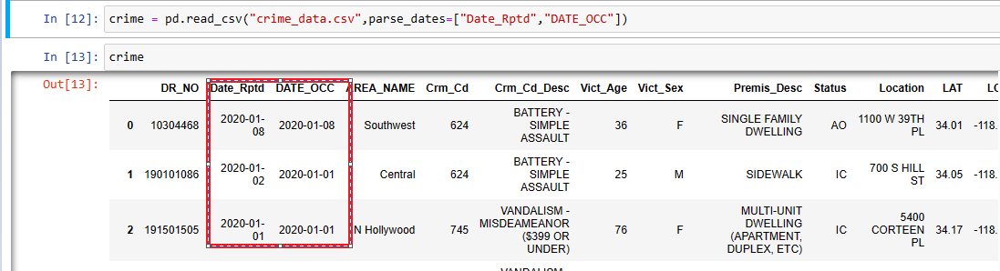 In [12]: crime = pd.read_csv("crime_data.csv",parse_dates=["Date_Rptd","DATE_OCC"])
In [13]: crime
Out[13]:
DR_NO Date_Rptd DATE_OCC REA_NAME Crm_Cd Crm_Cd_Desc Vict_Age Vict_Sex Premis_Desc Status Location LAT LO
0 10304468 2020-01-08 2020-01-08 Southwest 624 BATTERY - SIMPLE ASSAULT 36 F SINGLE FAMILY DWELLING AO 1100 W 39TH PL 34.01 -118.
1 190101086 2020-01-02 2020-01-01 Central 624 BATTERY - SIMPLE ASSAULT 25 M SIDEWALK IC 700 S HILL ST 34.05 -118.
2 191501505 2020-01-01 2020-01-01 N Hollywood 745 VANDALISM - MISDEAMEANOR ($399 OR UNDER) 76 F MULTI-UNIT DWELLING (APARTMENT, DUPLEX, ETC) IC 5400 CORTEEN PL 34.17 -118.
VANDALISM -